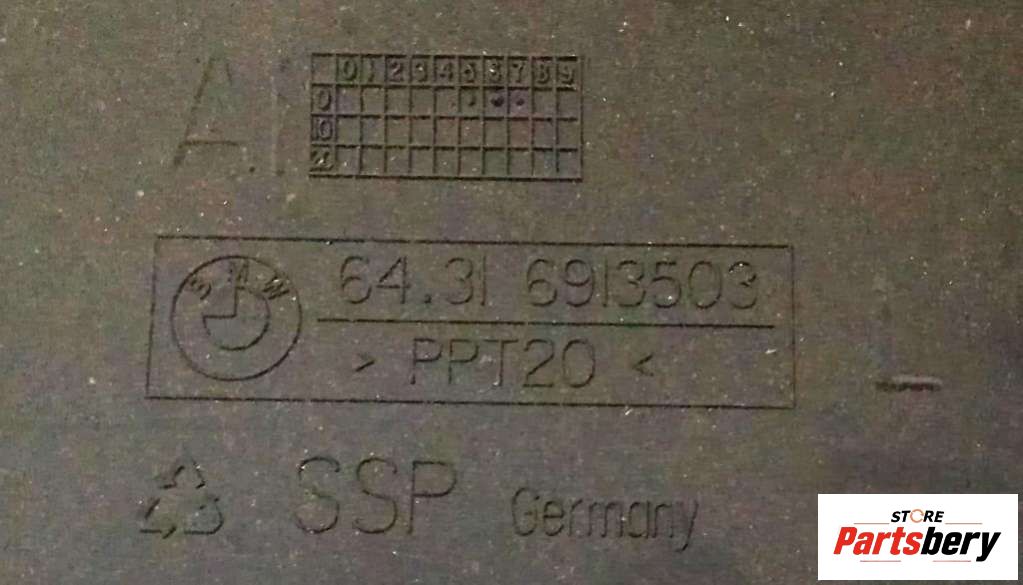 A.
0 1 2 3 4 5 6 7 8 9
0
10
BMW
64.31 6913503
> PPT20 <
SSP Germany
STORE
Partsbery